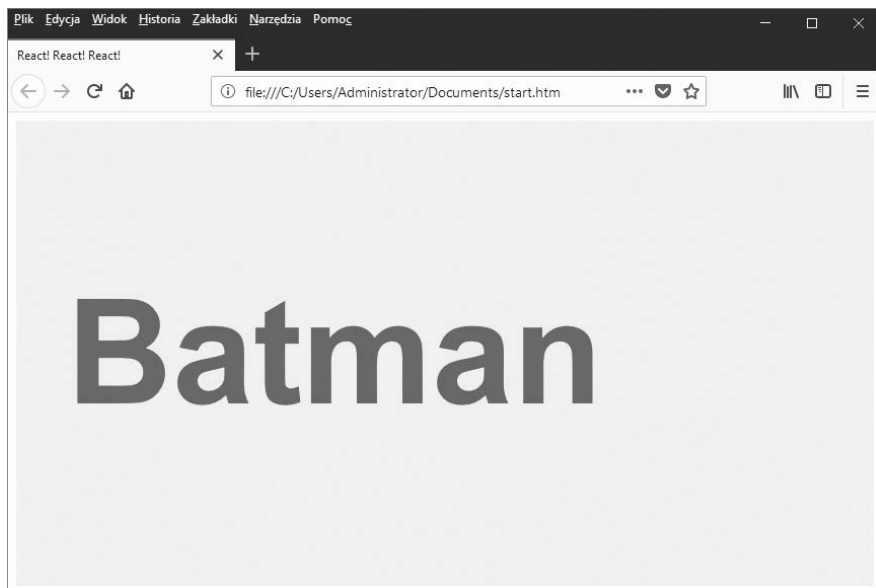 Plik Edycja Widok Historia Zakładki Narzędzia Pomoc
React! React! React!
file:///C:/Users/Administrator/Documents/start.htm
Batman